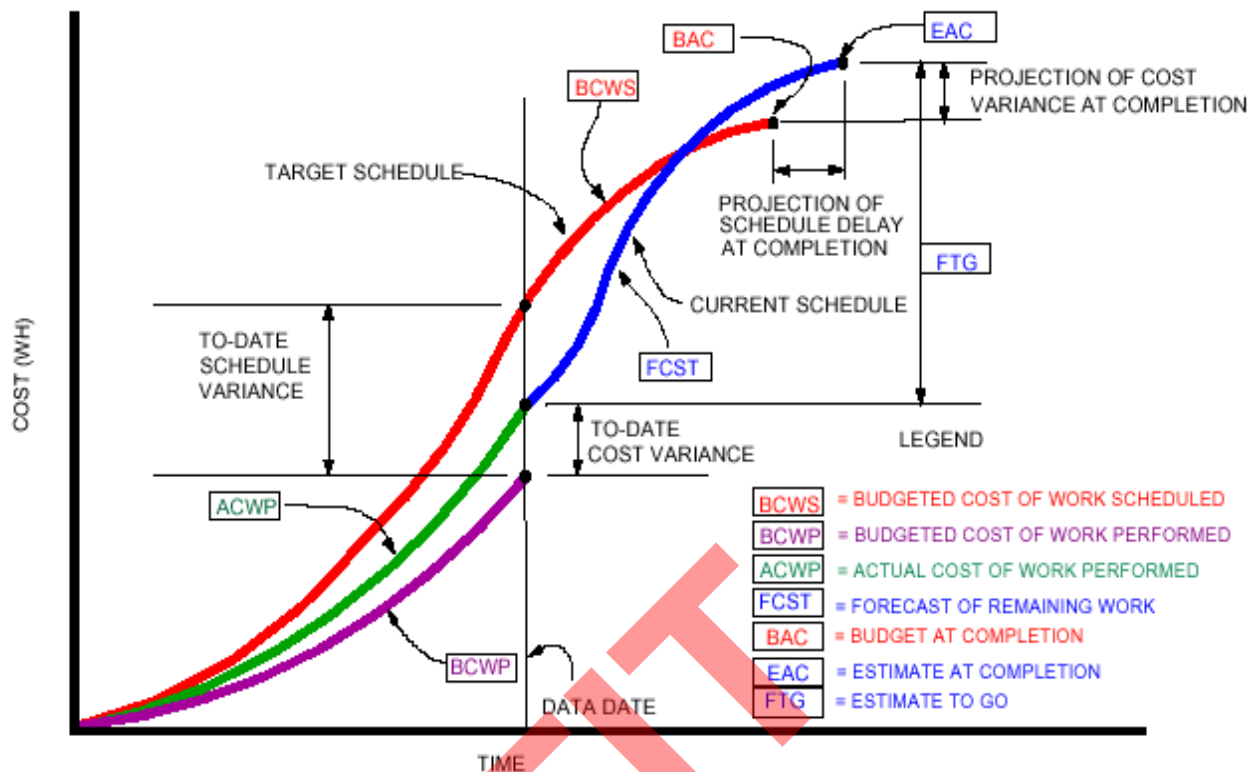 EAC
BAC
PROJECTION OF COST
VARIANCE AT COMPLETION
BCWS
TARGET SCHEDULE
PROJECTION OF
SCHEDULE DELAY
AT COMPLETION
FTG
CURRENT SCHEDULE
TO-DATE
SCHEDULE
VARIANCE
FCST
COST (WH)
TO-DATE
COST VARIANCE
LEGEND
ACWP
BCWS = BUDGETED COST OF WORK SCHEDULED
BCWP = BUDGETED COST OF WORK PERFORMED
ACWP = ACTUAL COST OF WORK PERFORMED
FCST = FORECAST OF REMAINING WORK
BAC = BUDGET AT COMPLETION
EAC = ESTIMATE AT COMPLETION
FTG = ESTIMATE TO GO
BCWP
DATA DATE
TIME